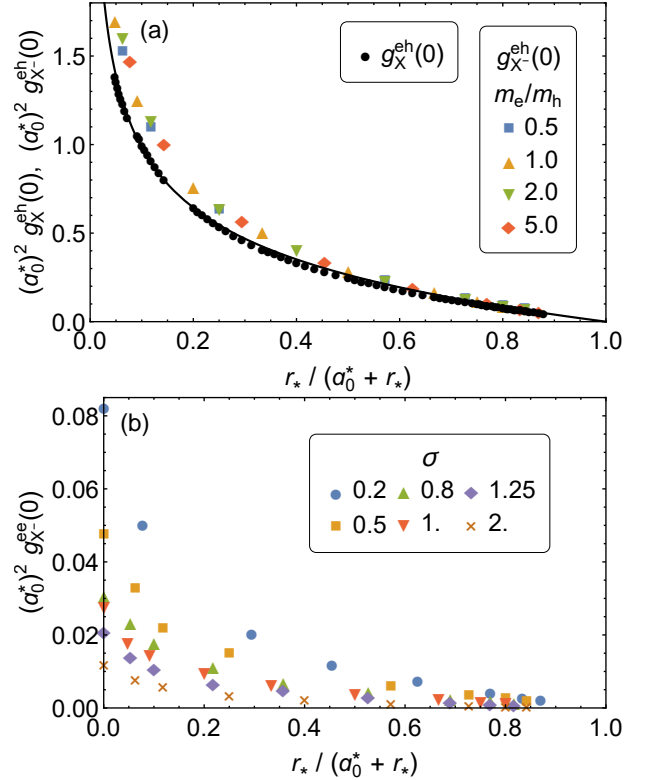 (a)
g_X^eh(0)
g_X-^eh(0)
m_e/m_h
0.5
1.0
2.0
5.0
(a_0^*)^2 g_X^eh(0), (a_0^*)^2 g_X-^eh(0)
1.5
1.0
0.5
0.0
0.0 0.2 0.4 0.6 0.8 1.0
r_* / (a_0^* + r_*)
(b)
σ
0.2 0.8 1.25
0.5 1. 2.
(a_0^*)^2 g_X-^ee(0)
0.08
0.06
0.04
0.02
0.00
0.0 0.2 0.4 0.6 0.8 1.0
r_* / (a_0^* + r_*)